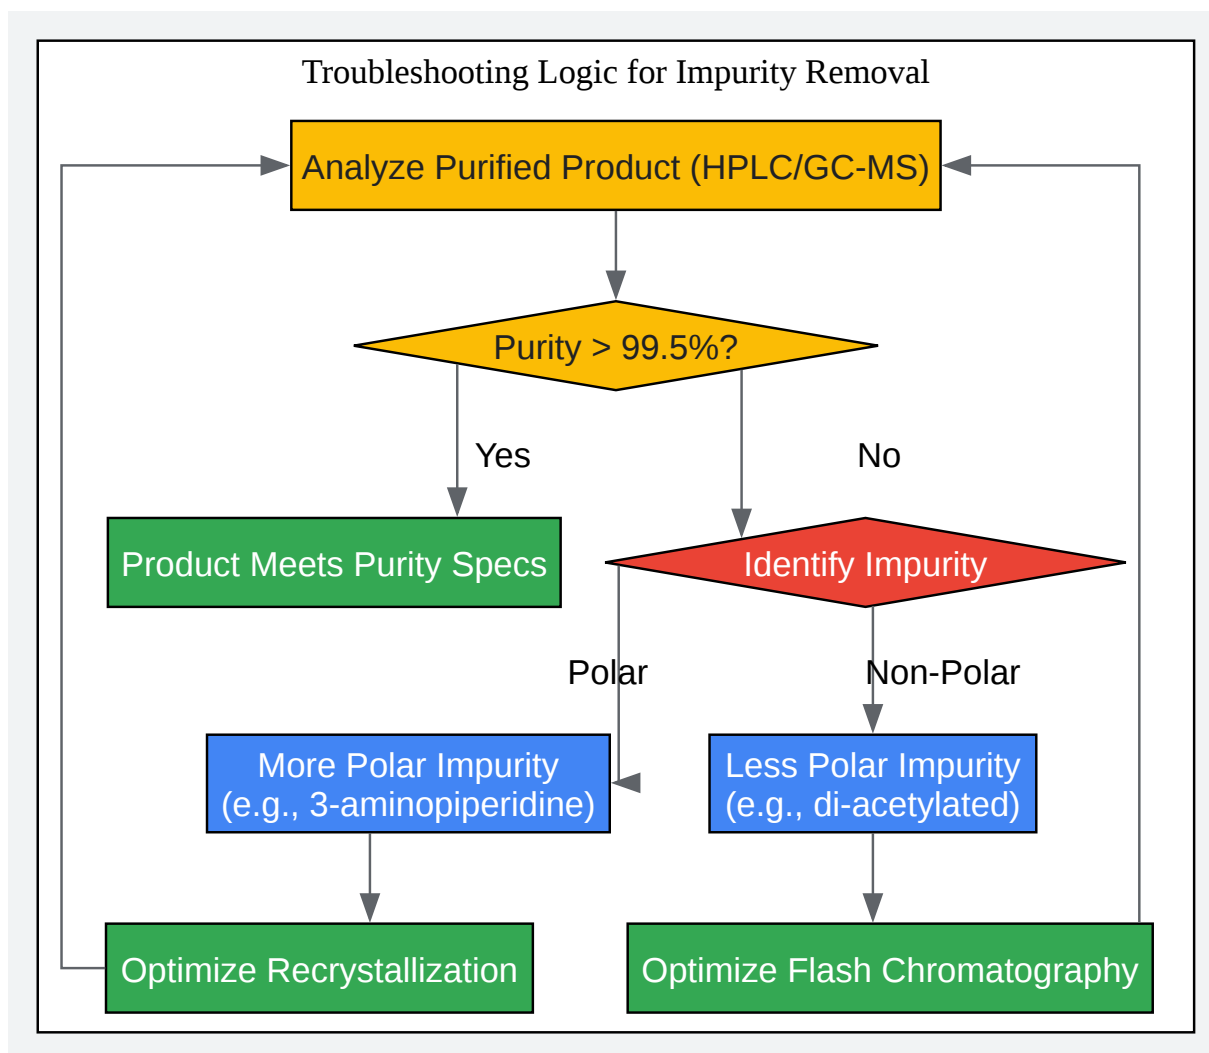 Troubleshooting Logic for Impurity Removal
Analyze Purified Product (HPLC/GC-MS)
Purity > 99.5%?
Yes
No
Product Meets Purity Specs
Identify Impurity
Polar
Non-Polar
More Polar Impurity
(e.g., 3-aminopiperidine)
Less Polar Impurity
(e.g., di-acetylated)
Optimize Recrystallization
Optimize Flash Chromatography